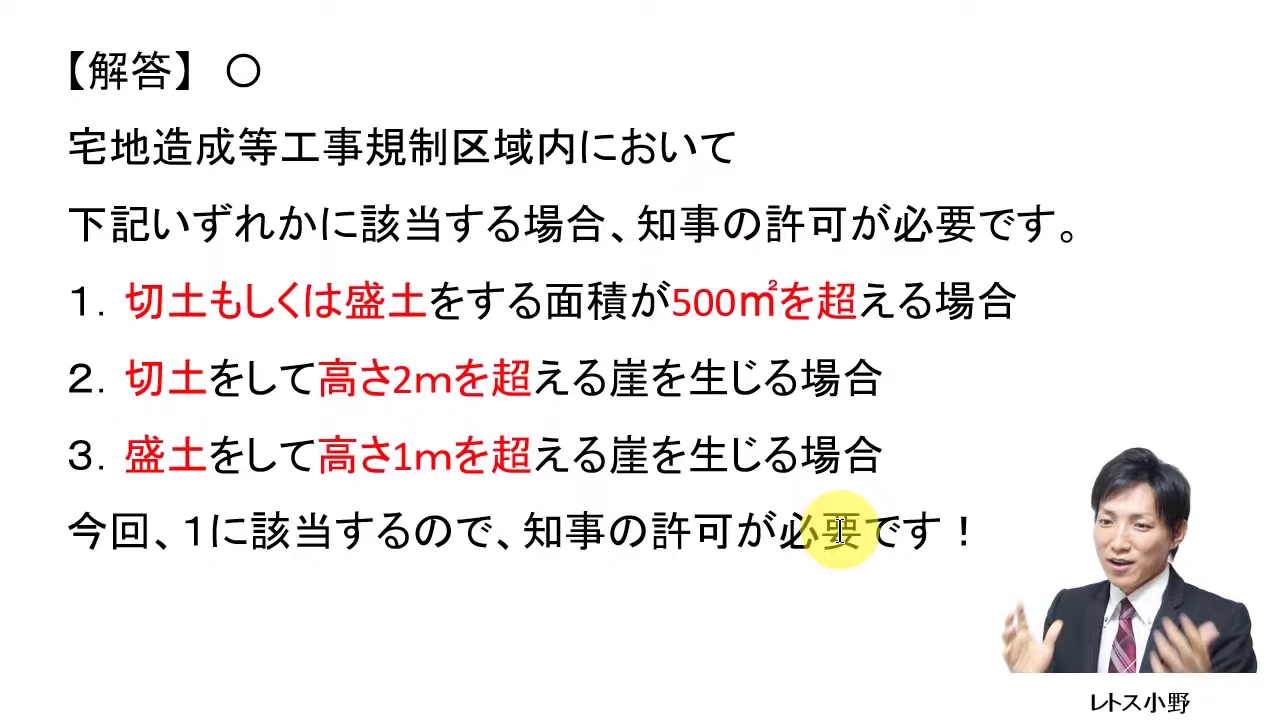 【解答】　〇
宅地造成等工事規制区域内において
下記いずれかに該当する場合、知事の許可が必要です。
１．切土もしくは盛土をする面積が500㎡を超える場合
２．切土をして高さ2ｍを超える崖を生じる場合
３．盛土をして高さ1ｍを超える崖を生じる場合
今回、１に該当するので、知事の許可が必要です！
レトス小野